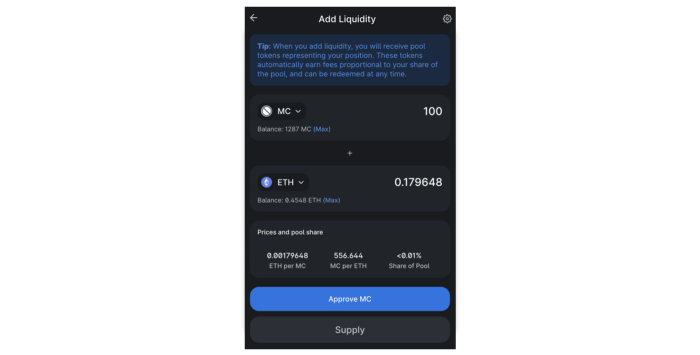 Add Liquidity
Tip: When you add liquidity, you will receive pool
tokens representing your position. These tokens
automatically earn fees proportional to your share of
the pool, and can be redeemed at any time.
MC 100
Balance: 1287 MC (Max)
+
ETH 0.179648
Balance: 0.4548 ETH (Max)
Prices and pool share
0.00179648 556.644 <0.01%
ETH per MC MC per ETH Share of Pool
Approve MC
Supply